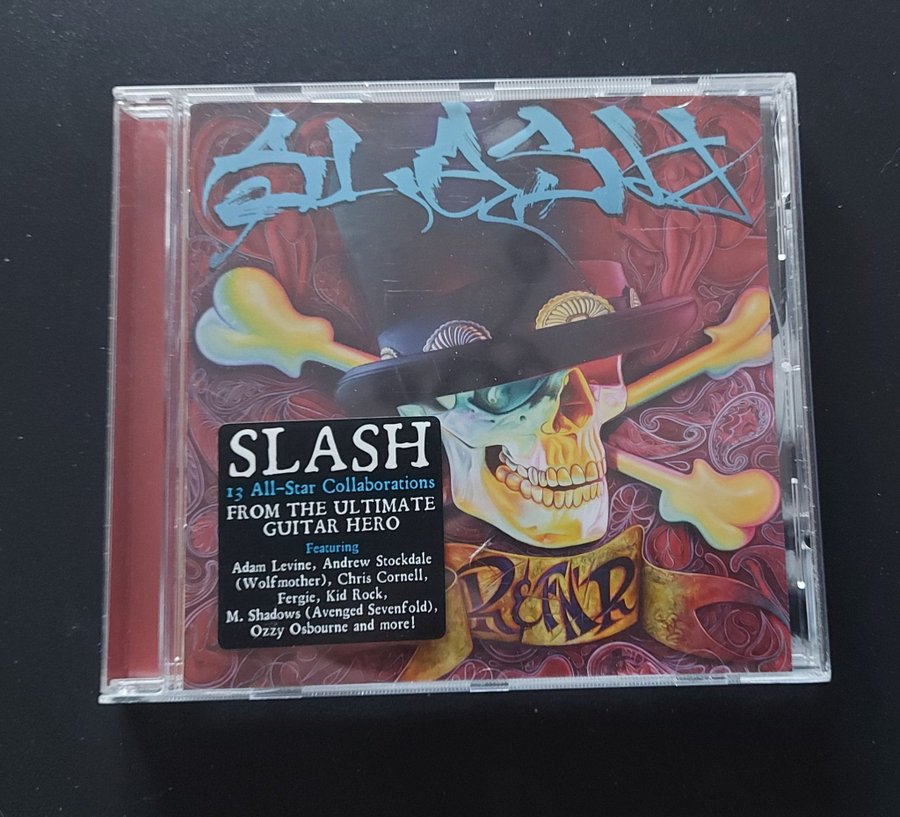 SLASH
SLASH
13 All-Star Collaborations
FROM THE ULTIMATE
GUITAR HERO
Featuring
Adam Levine, Andrew Stockdale
(Wolfmother), Chris Cornell,
Fergie, Kid Rock,
M. Shadows (Avenged Sevenfold),
Ozzy Osbourne and more!
R&FN'R